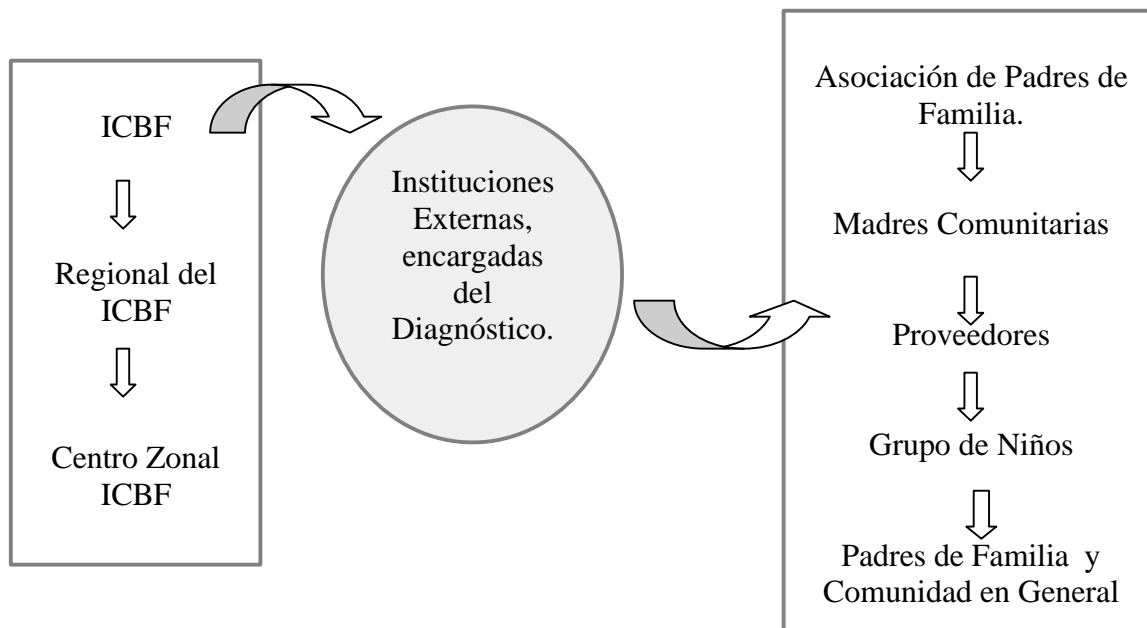 ICBF
Regional del
ICBF
Centro Zonal
ICBF
Instituciones
Externas,
encargadas
del
Diagnóstico.
Asociación de Padres de
Familia.
Madres Comunitarias
Proveedores
Grupo de Niños
Padres de Familia y
Comunidad en General